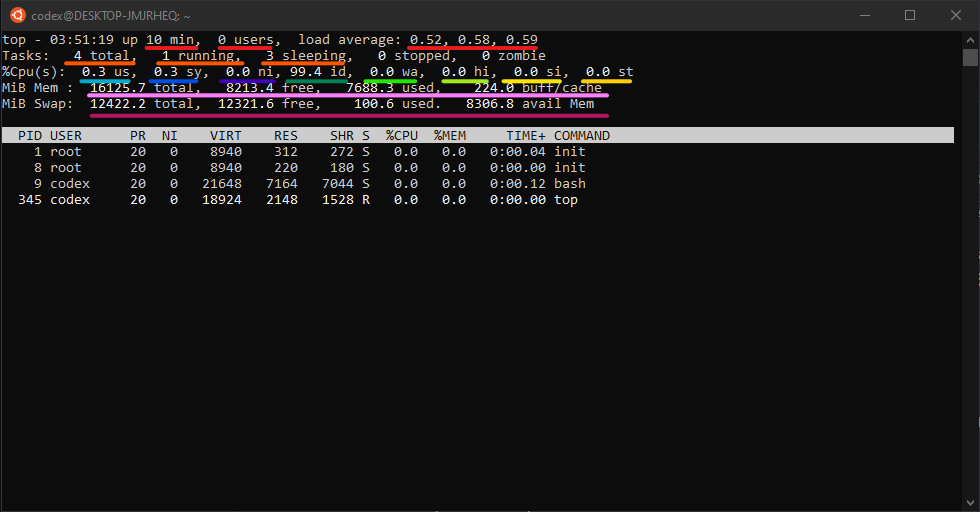 codex@DESKTOP-JMJRHEQ: ~
top - 03:51:19 up 10 min,  0 users,  load average: 0.52, 0.58, 0.59
Tasks:   4 total,   1 running,   3 sleeping,   0 stopped,   0 zombie
%Cpu(s):  0.3 us,  0.3 sy,  0.0 ni, 99.4 id,  0.0 wa,  0.0 hi,  0.0 si,  0.0 st
MiB Mem :  16125.7 total,   8213.4 free,   7688.3 used,    224.0 buff/cache
MiB Swap:  12422.2 total,  12321.6 free,    100.6 used.   8306.8 avail Mem
PID USER      PR  NI    VIRT    RES    SHR S  %CPU  %MEM     TIME+ COMMAND
1 root      20   0    8940    312    272 S   0.0   0.0   0:00.04 init
8 root      20   0    8940    220    180 S   0.0   0.0   0:00.00 init
9 codex     20   0   21648   7164   7044 S   0.0   0.0   0:00.12 bash
345 codex     20   0   18924   2148   1528 R   0.0   0.0   0:00.00 top